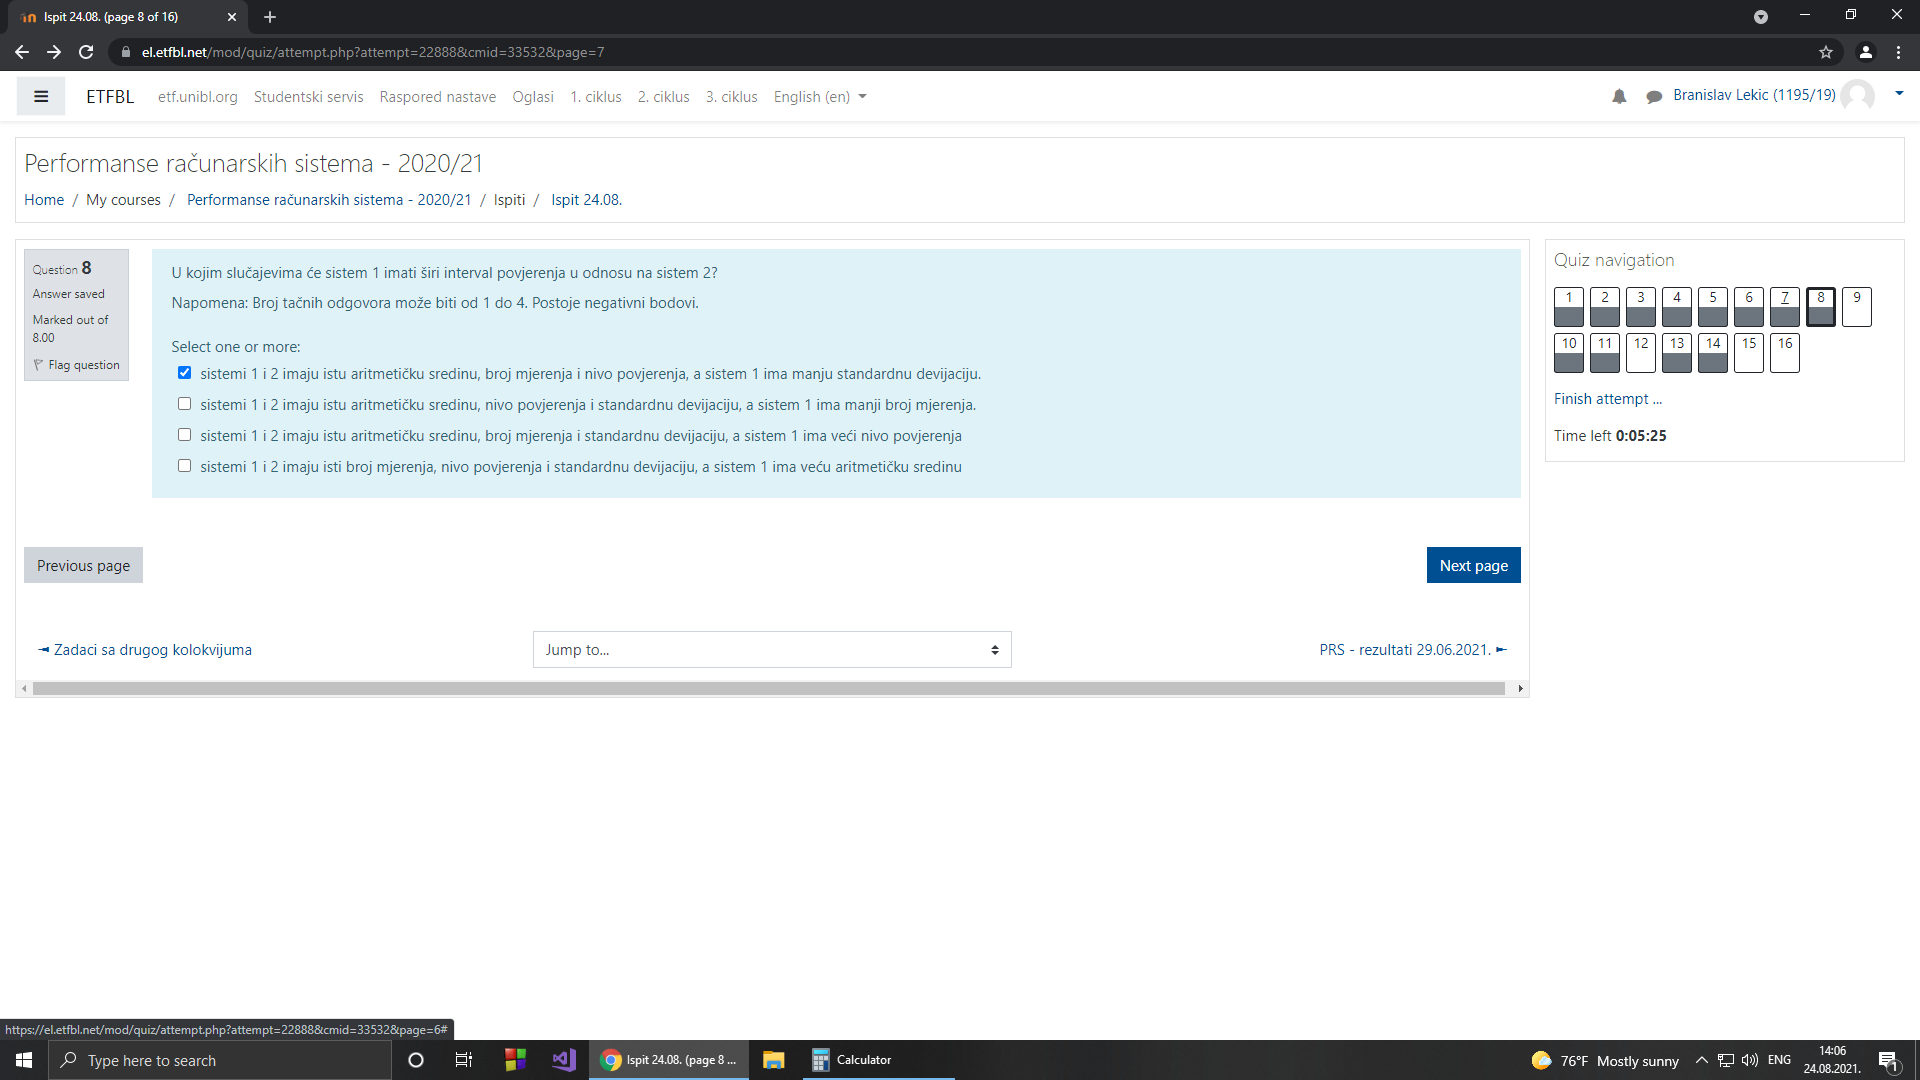 Ispit 24.08. (page 8 of 16)
el.etfbl.net/mod/quiz/attempt.php?attempt=22888&cmid=33532&page=7
ETFBL etf.unibl.org Studentski servis Raspored nastave Oglasi 1. ciklus 2. ciklus 3. ciklus English (en)
Branislav Lekic (1195/19)
Performanse računarskih sistema - 2020/21
Home / My courses / Performanse računarskih sistema - 2020/21 / Ispiti / Ispit 24.08.
Question 8
Answer saved
Marked out of
8.00
Flag question
U kojim slučajevima će sistem 1 imati širi interval povjerenja u odnosu na sistem 2?
Napomena: Broj tačnih odgovora može biti od 1 do 4. Postoje negativni bodovi.
Select one or more:
sistemi 1 i 2 imaju istu aritmetičku sredinu, broj mjerenja i nivo povjerenja, a sistem 1 ima manju standardnu devijaciju.
sistemi 1 i 2 imaju istu aritmetičku sredinu, nivo povjerenja i standardnu devijaciju, a sistem 1 ima manji broj mjerenja.
sistemi 1 i 2 imaju istu aritmetičku sredinu, broj mjerenja i standardnu devijaciju, a sistem 1 ima veći nivo povjerenja
sistemi 1 i 2 imaju isti broj mjerenja, nivo povjerenja i standardnu devijaciju, a sistem 1 ima veću aritmetičku sredinu
Previous page
Next page
◄ Zadaci sa drugog kolokvijuma
Jump to...
PRS - rezultati 29.06.2021. ►
Quiz navigation
1 2 3 4 5 6 7 8 9
10 11 12 13 14 15 16
Finish attempt ...
Time left 0:05:25
https://el.etfbl.net/mod/quiz/attempt.php?attempt=22888&cmid=33532&page=6#
Type here to search
Ispit 24.08. (page 8 ...
Calculator
76°F Mostly sunny
ENG
14:06
24.08.2021.
1